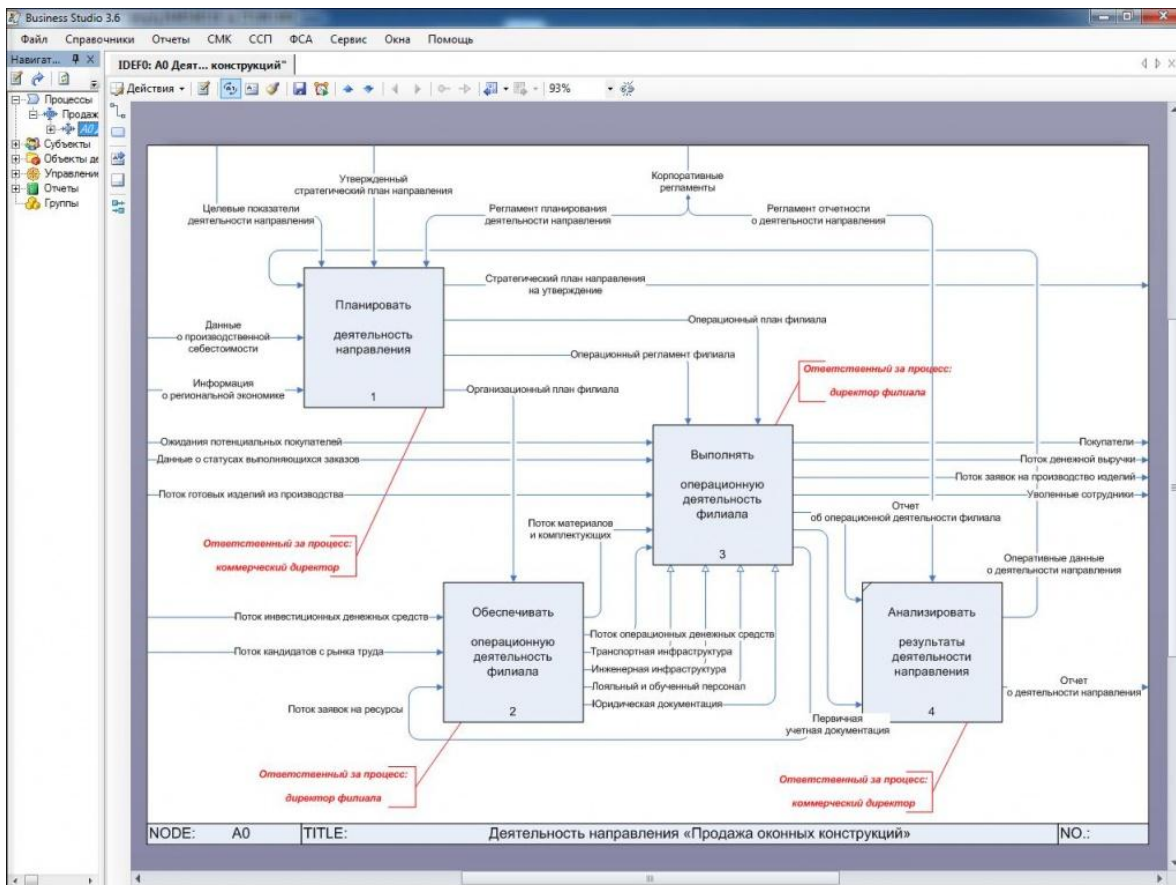 Business Studio 3.6
Файл Справочники Отчеты СМК ССП ФСА Сервис Окна Помощь
Навигат...
IDEF0: A0 Деят... конструкций"
Действия
93%
Процессы
Продаж
A0
Субъекты
Объекты де
Управление
Отчеты
Группы
Утвержденный
стратегический план направления
Корпоративные
регламенты
Целевые показатели
деятельности направления
Регламент планирования
деятельности направления
Регламент отчетности
о деятельности направления
Стратегический план направления
на утверждение
Планировать
деятельность
направления
1
Данные
о производственной
себестоимости
Операционный план филиала
Операционный регламент филиала
Информация
о региональной экономике
Организационный план филиала
Ответственный за процесс:
директор филиала
Ожидания потенциальных покупателей
Данные о статусах выполняющихся заказов
Поток готовых изделий из производства
Выполнять
операционную
деятельность
филиала
3
Покупатели
Поток денежной выручки
Поток заявок на производство изделий
Уволенные сотрудники
Отчет
об операционной деятельности филиала
Поток материалов
и комплектующих
Ответственный за процесс:
коммерческий директор
Оперативные данные
о деятельности направления
Поток инвестиционных денежных средств
Поток кандидатов с рынка труда
Поток заявок на ресурсы
Обеспечивать
операционную
деятельность
филиала
2
Поток операционных денежных средств
Транспортная инфраструктура
Инженерная инфраструктура
Лояльный и обученный персонал
Юридическая документация
Анализировать
результаты
деятельности
направления
4
Отчет
о деятельности направления
Первичная
учетная документация
Ответственный за процесс:
директор филиала
Ответственный за процесс:
коммерческий директор
NODE: A0 TITLE: Деятельность направления «Продажа оконных конструкций» NO.: